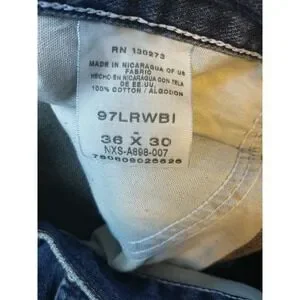 RN 130273
MADE IN NICARAGUA OF US
FABRIC
HECHO EN NICARAGUA CON TELA
DE EE.UU.
100% COTTON / ALGODON
97LRWBI
36 X 30
NXS-A898-007